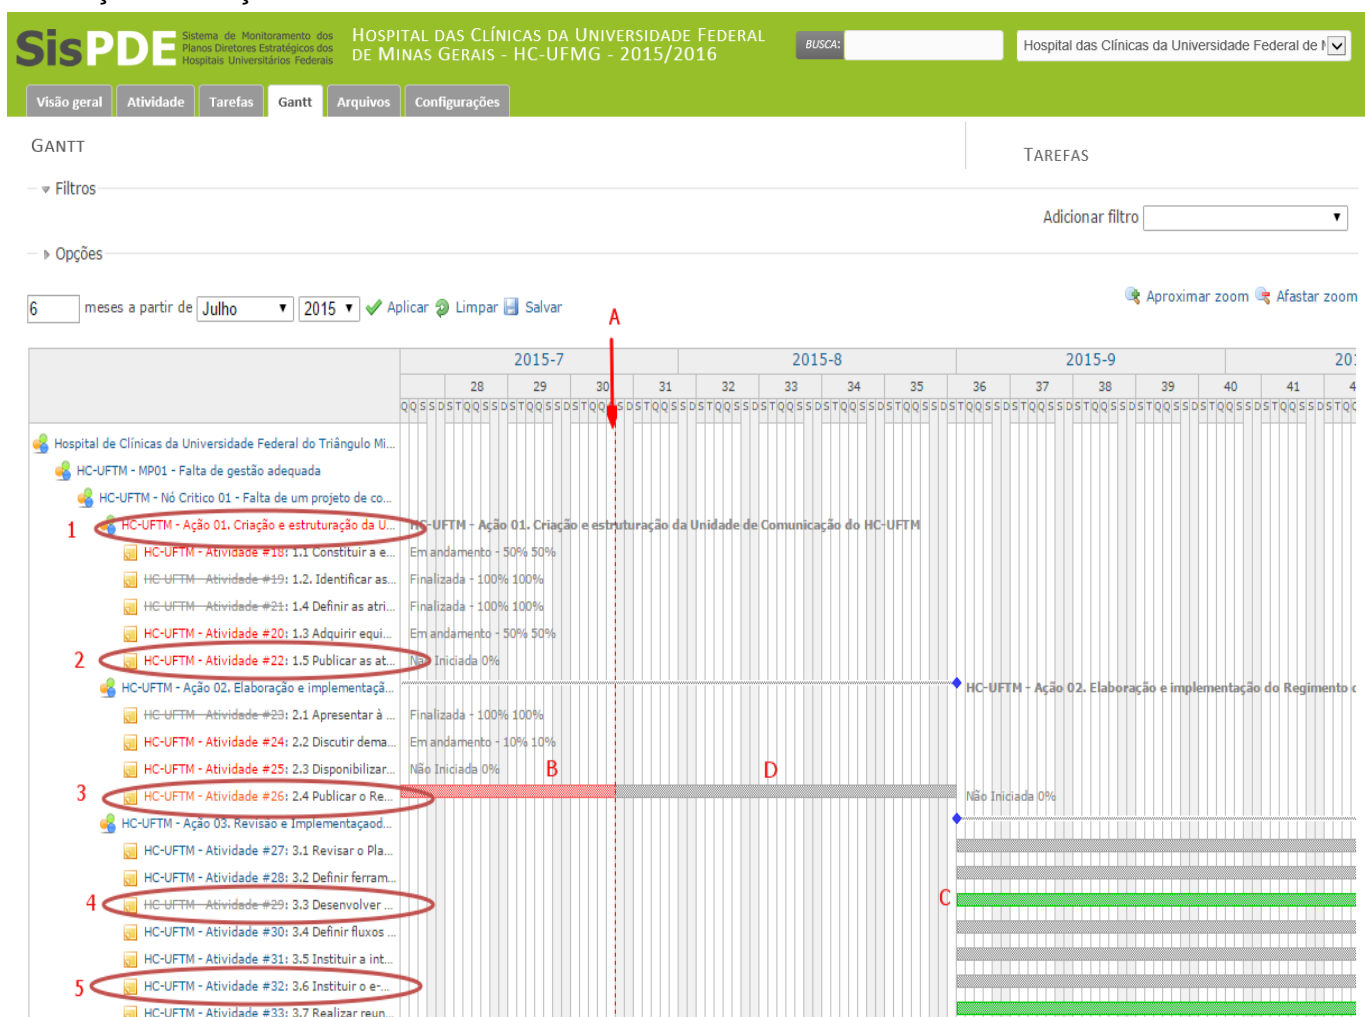 SisPDE Sistema de Monitoramento dos
Planos Diretores Estratégicos dos
Hospitais Universitários Federais
HOSPITAL DAS CLÍNICAS DA UNIVERSIDADE FEDERAL
DE MINAS GERAIS - HC-UFMG - 2015/2016
BUSCA:
Hospital das Clínicas da Universidade Federal de
Visão geral Atividade Tarefas Gantt Arquivos Configurações
GANTT
TAREFAS
Filtros
Adicionar filtro
Opções
6 meses a partir de Julho 2015 Aplicar Limpar Salvar
Aproximar zoom Afastar zoom
A
2015-7 2015-8 2015-9
28 29 30 31 32 33 34 35 36 37 38 39 40 41
Hospital de Clínicas da Universidade Federal do Triângulo Mi...
HC-UFTM - MP01 - Falta de gestão adequada
HC-UFTM - Nó Critico 01 - Falta de um projeto de co...
1 HC-UFTM - Ação 01. Criação e estruturação da U... HC-UFTM - Ação 01. Criação e estruturação da Unidade de Comunicação do HC-UFTM
HC-UFTM - Atividade #18: 1.1 Constituir a e... Em andamento - 50% 50%
HC-UFTM - Atividade #19: 1.2. Identificar as... Finalizada - 100% 100%
HC-UFTM - Atividade #21: 1.4 Definir as atri... Finalizada - 100% 100%
HC-UFTM - Atividade #20: 1.3 Adquirir equi... Em andamento - 50% 50%
2 HC-UFTM - Atividade #22: 1.5 Publicar as at... Não Iniciada 0%
HC-UFTM - Ação 02. Elaboração e implementaçã... HC-UFTM - Ação 02. Elaboração e implementação do Regimento
HC-UFTM - Atividade #23: 2.1 Apresentar à ... Finalizada - 100% 100%
HC-UFTM - Atividade #24: 2.2 Discutir dema... Em andamento - 10% 10%
HC-UFTM - Atividade #25: 2.3 Disponibilizar... Não Iniciada 0% B D
3 HC-UFTM - Atividade #26: 2.4 Publicar o Re... Não Iniciada 0%
HC-UFTM - Ação 03. Revisão e Implementaçaod...
HC-UFTM - Atividade #27: 3.1 Revisar o Pla...
HC-UFTM - Atividade #28: 3.2 Definir ferram...
4 HC-UFTM - Atividade #29: 3.3 Desenvolver ... C
HC-UFTM - Atividade #30: 3.4 Definir fluxos ...
HC-UFTM - Atividade #31: 3.5 Instituir a int...
5 HC-UFTM - Atividade #32: 3.6 Instituir o e-...
HC-UFTM - Atividade #33: 3.7 Realizar reun...